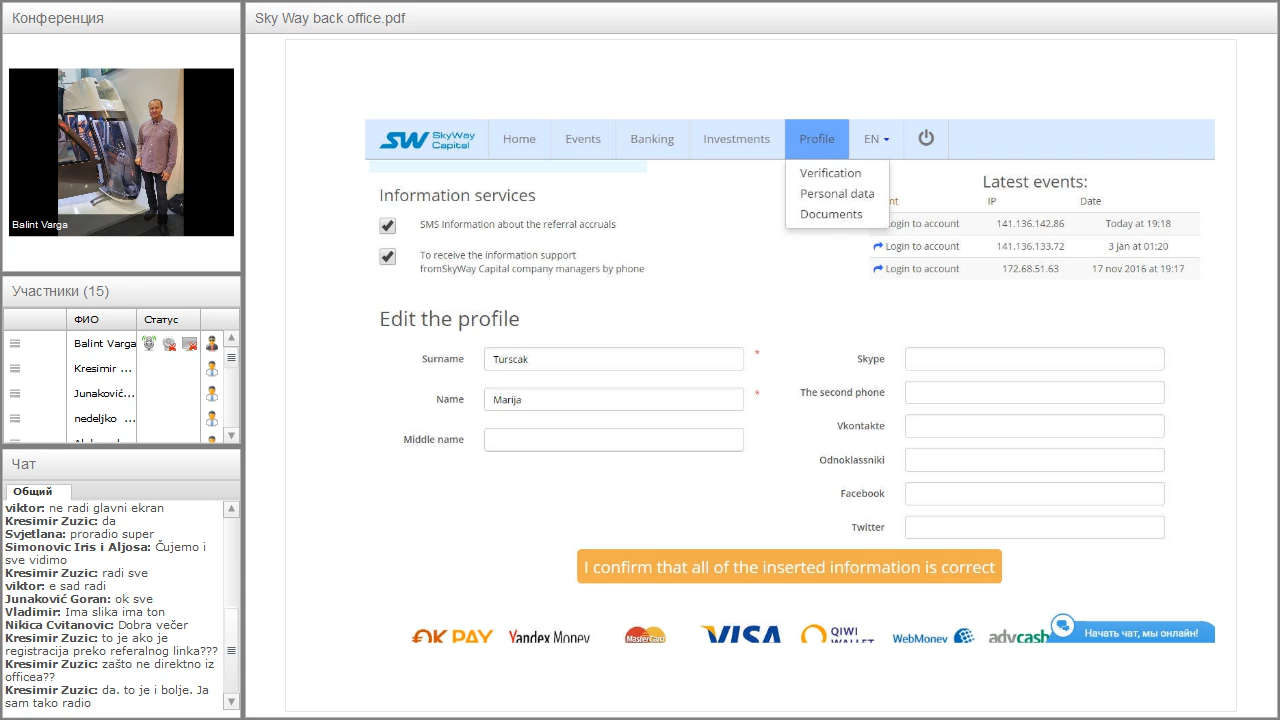 Конференция
Balint Varga
Участники (15)
ФИО Статус
Balint Varga
Kresimir ...
Junaković...
nedeljko ...
Чат
Общий
viktor: ne radi glavni ekran
Kresimir Zuzic: da
Svjetlana: proradio super
Simonovic Iris i Aljosa: Čujemo i
sve vidimo
Kresimir Zuzic: radi sve
viktor: e sad radi
Junaković Goran: ok sve
Vladimir: Ima slika ima ton
Nikica Cvitanovic: Dobra večer
Kresimir Zuzic: to je ako je
registracija preko referalnog linka???
Kresimir Zuzic: zašto ne direktno iz
officea??
Kresimir Zuzic: da. to je i bolje. Ja
sam tako radio
Sky Way back office.pdf
SW SkyWay Capital
Home Events Banking Investments Profile EN
Verification
Personal data
Documents
Information services
SMS Information about the referral accruals
To receive the information support
fromSkyWay Capital company managers by phone
Latest events:
nt IP Date
Login to account 141.136.142.86 Today at 19:18
Login to account 141.136.133.72 3 jan at 01:20
Login to account 172.68.51.63 17 nov 2016 at 19:17
Edit the profile
Surname Turscak *
Name Marija *
Middle name
Skype
The second phone
Vkontakte
Odnoklassniki
Facebook
Twitter
I confirm that all of the inserted information is correct
OK PAY Yandex Money MasterCard VISA QIWI WALLET WebMoney advcash
Начать чат, мы онлайн!